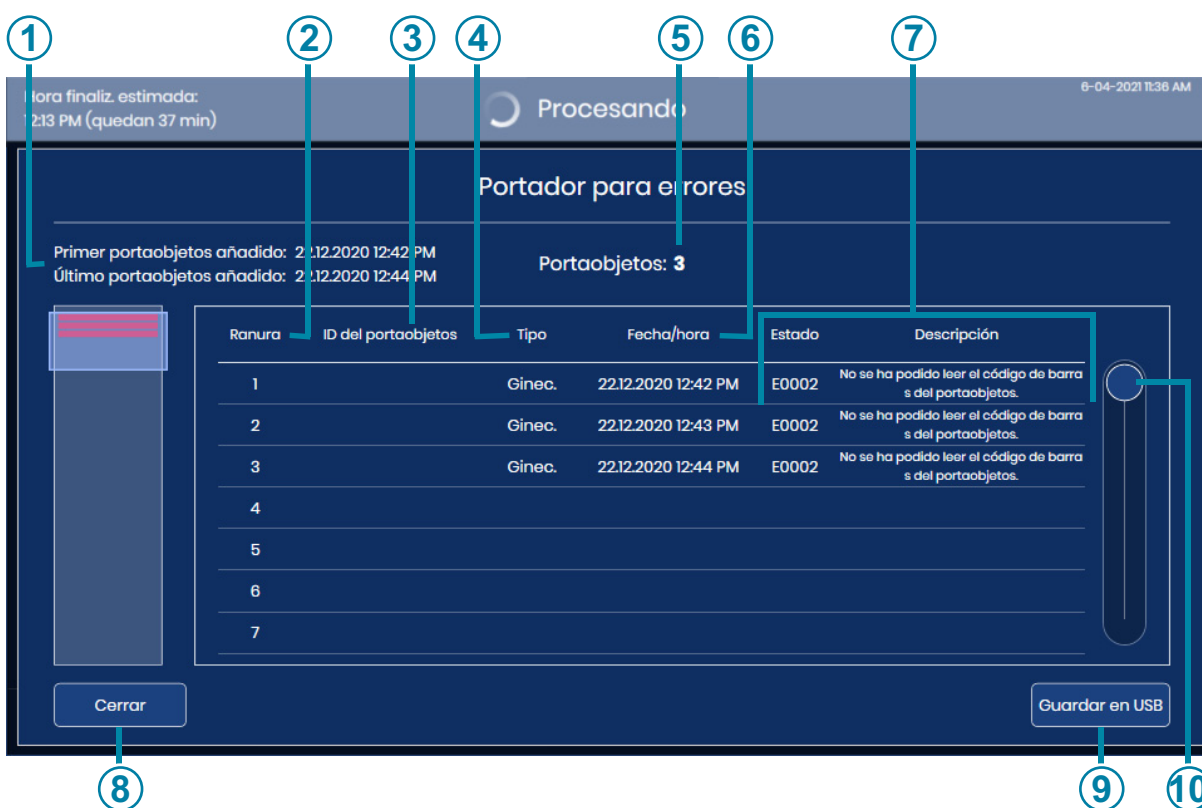 1 2 3 4 5 6 7
Hora finaliz. estimada:
12:13 PM (quedan 37 min)
Procesando
6-04-2021 11:36 AM
Portador para errores
Primer portaobjetos añadido: 22.12.2020 12:42 PM
Último portaobjetos añadido: 22.12.2020 12:44 PM
Portaobjetos: 3
Ranura ID del portaobjetos Tipo Fecha/hora Estado Descripción
1 Ginec. 22.12.2020 12:42 PM E0002 No se ha podido leer el código de barra
s del portaobjetos.
2 Ginec. 22.12.2020 12:43 PM E0002 No se ha podido leer el código de barra
s del portaobjetos.
3 Ginec. 22.12.2020 12:44 PM E0002 No se ha podido leer el código de barra
s del portaobjetos.
4
5
6
7
Cerrar
Guardar en USB
8 9 10